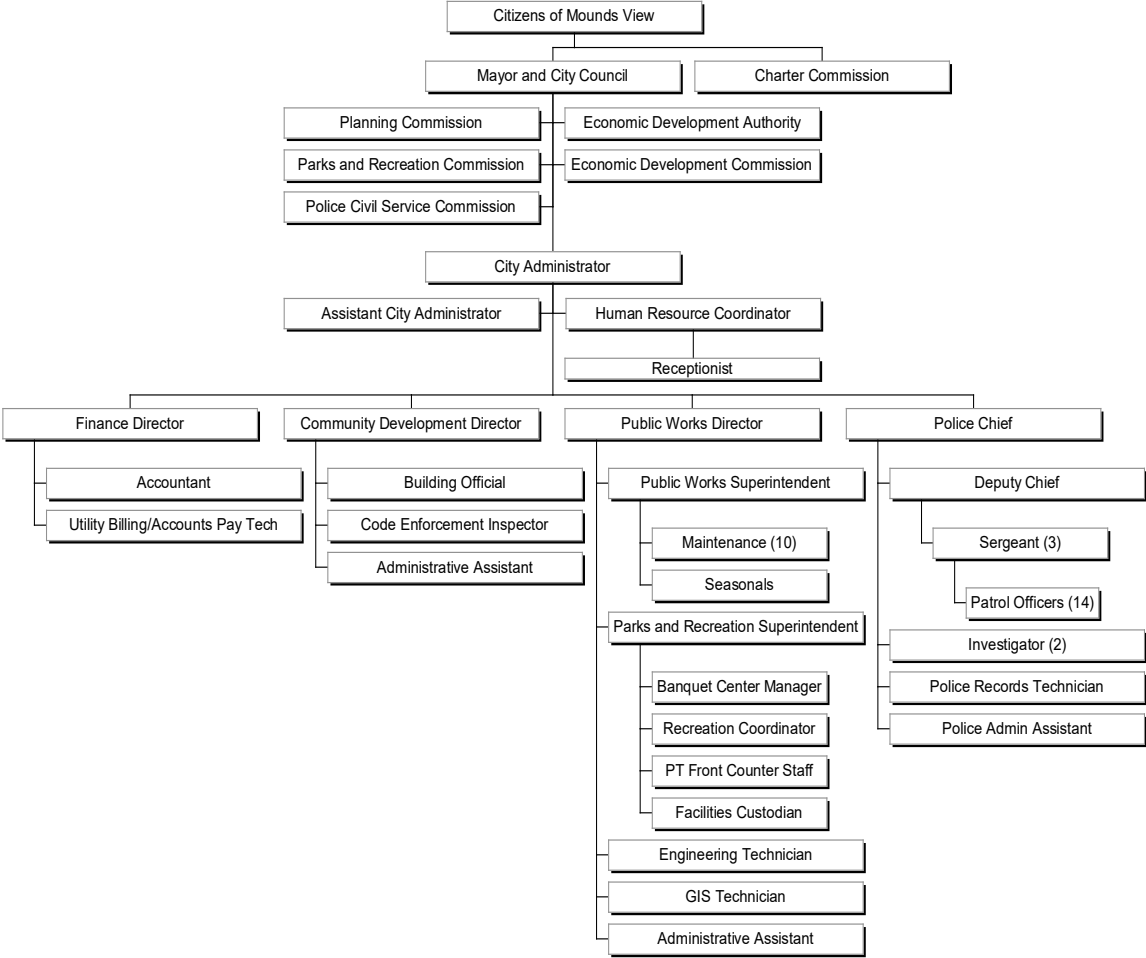 Citizens of Mounds View
Mayor and City Council
Charter Commission
Planning Commission
Economic Development Authority
Parks and Recreation Commission
Economic Development Commission
Police Civil Service Commission
City Administrator
Assistant City Administrator
Human Resource Coordinator
Receptionist
Finance Director
Community Development Director
Public Works Director
Police Chief
Accountant
Utility Billing/Accounts Pay Tech
Building Official
Code Enforcement Inspector
Administrative Assistant
Public Works Superintendent
Maintenance (10)
Seasonals
Parks and Recreation Superintendent
Banquet Center Manager
Recreation Coordinator
PT Front Counter Staff
Facilities Custodian
Engineering Technician
GIS Technician
Administrative Assistant
Deputy Chief
Sergeant (3)
Patrol Officers (14)
Investigator (2)
Police Records Technician
Police Admin Assistant